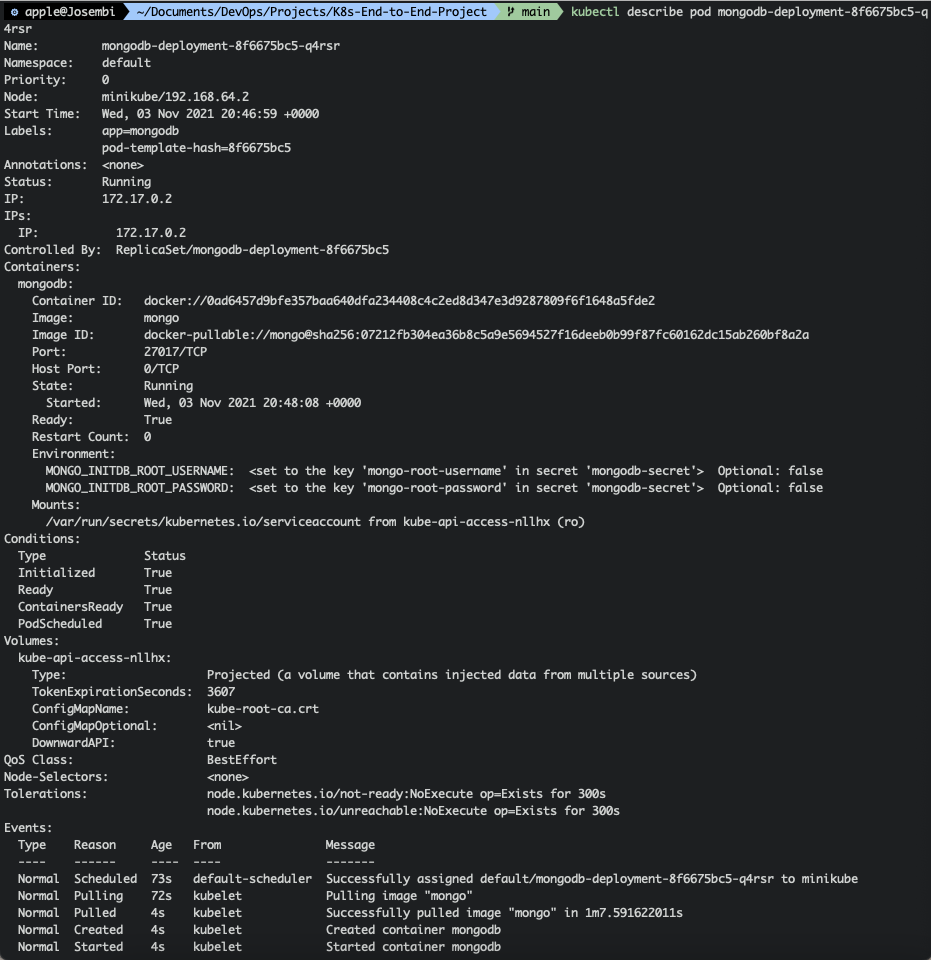 apple@Josembi ~/Documents/DevOps/Projects/K8s-End-to-End-Project main kubectl describe pod mongodb-deployment-8f6675bc5-q
4rsr
Name:         mongodb-deployment-8f6675bc5-q4rsr
Namespace:    default
Priority:     0
Node:         minikube/192.168.64.2
Start Time:   Wed, 03 Nov 2021 20:46:59 +0000
Labels:       app=mongodb
              pod-template-hash=8f6675bc5
Annotations:  <none>
Status:       Running
IP:           172.17.0.2
IPs:
  IP:           172.17.0.2
Controlled By:  ReplicaSet/mongodb-deployment-8f6675bc5
Containers:
  mongodb:
    Container ID:   docker://0ad6457d9bfe357baa640dfa234408c4c2ed8d347e3d9287809f6f1648a5fde2
    Image:          mongo
    Image ID:       docker-pullable://mongo@sha256:07212fb304ea36b8c5a9e5694527f16deeb0b99f87fc60162dc15ab260bf8a2a
    Port:           27017/TCP
    Host Port:      0/TCP
    State:          Running
      Started:      Wed, 03 Nov 2021 20:48:08 +0000
    Ready:          True
    Restart Count:  0
    Environment:
      MONGO_INITDB_ROOT_USERNAME:  <set to the key 'mongo-root-username' in secret 'mongodb-secret'>  Optional: false
      MONGO_INITDB_ROOT_PASSWORD:  <set to the key 'mongo-root-password' in secret 'mongodb-secret'>  Optional: false
    Mounts:
      /var/run/secrets/kubernetes.io/serviceaccount from kube-api-access-nllhx (ro)
Conditions:
  Type              Status
  Initialized       True
  Ready             True
  ContainersReady   True
  PodScheduled      True
Volumes:
  kube-api-access-nllhx:
    Type:                    Projected (a volume that contains injected data from multiple sources)
    TokenExpirationSeconds:  3607
    ConfigMapName:           kube-root-ca.crt
    ConfigMapOptional:       <nil>
    DownwardAPI:             true
QoS Class:                   BestEffort
Node-Selectors:              <none>
Tolerations:                 node.kubernetes.io/not-ready:NoExecute op=Exists for 300s
                             node.kubernetes.io/unreachable:NoExecute op=Exists for 300s
Events:
  Type    Reason     Age   From               Message
  ----    ------     ----  ----               -------
  Normal  Scheduled  73s   default-scheduler  Successfully assigned default/mongodb-deployment-8f6675bc5-q4rsr to minikube
  Normal  Pulling    72s   kubelet            Pulling image "mongo"
  Normal  Pulled     4s    kubelet            Successfully pulled image "mongo" in 1m7.591622011s
  Normal  Created    4s    kubelet            Created container mongodb
  Normal  Started    4s    kubelet            Started container mongodb